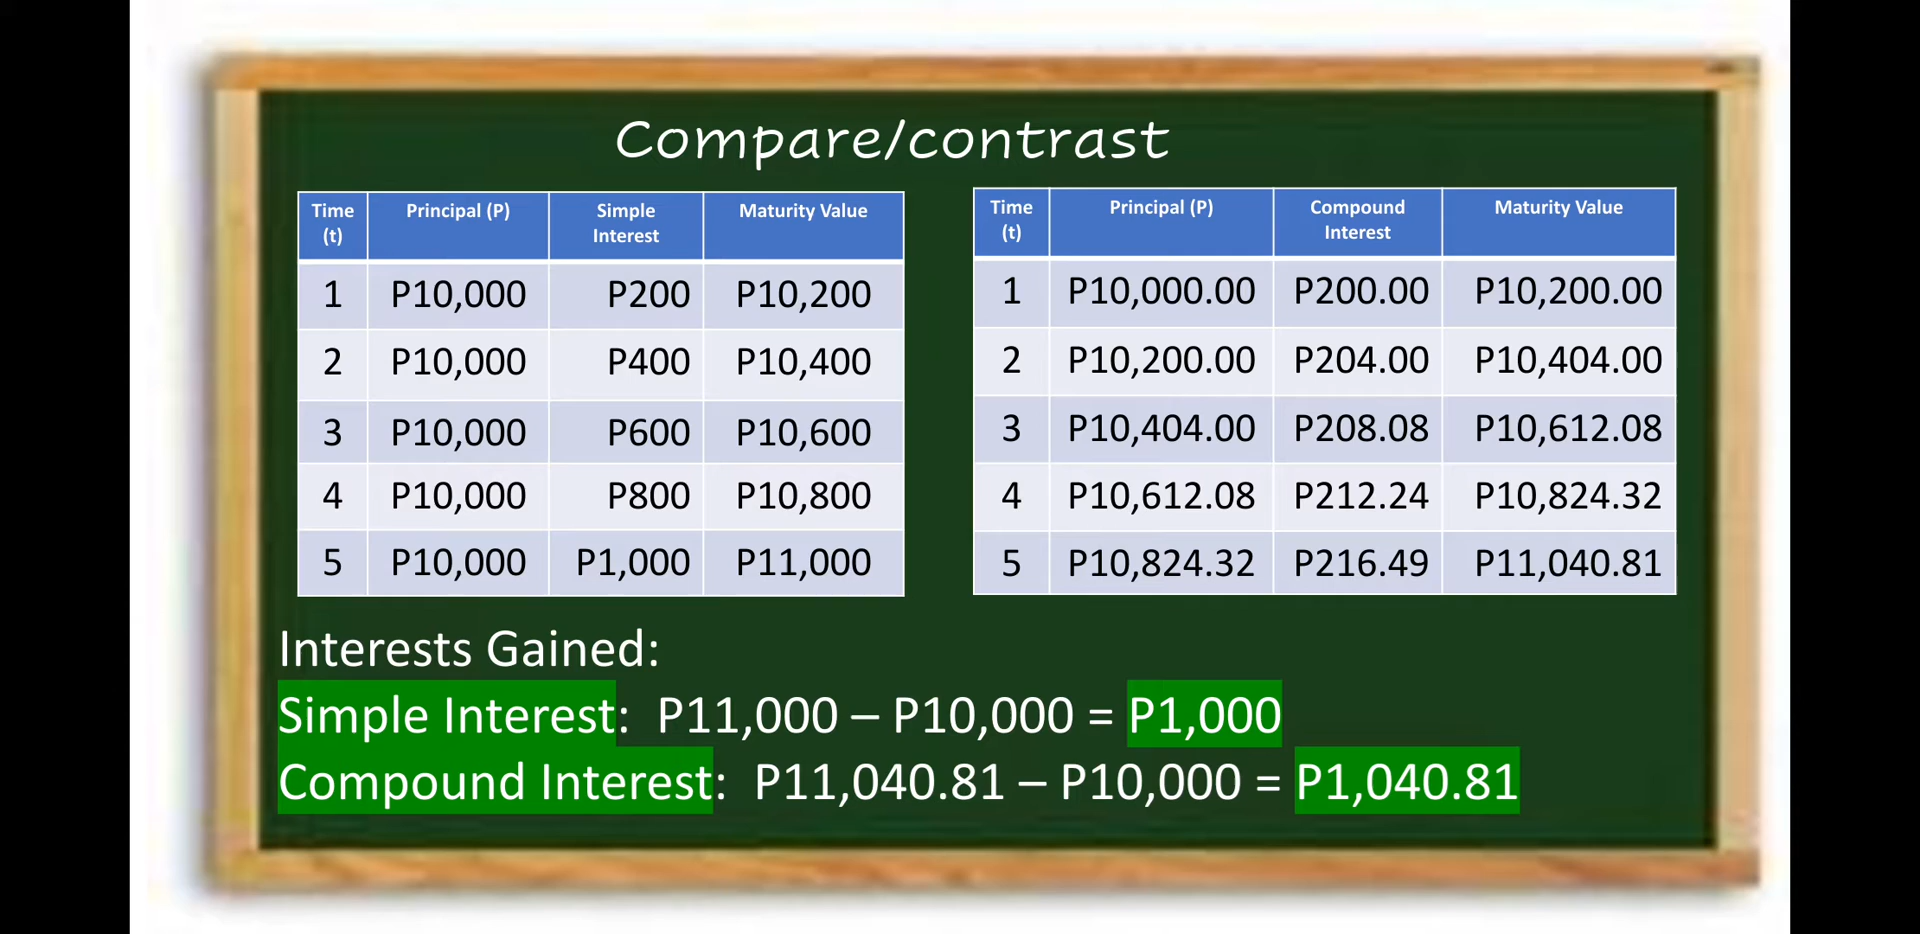 Compare/contrast
Time (t) Principal (P) Simple Interest Maturity Value
1 P10,000 P200 P10,200
2 P10,000 P400 P10,400
3 P10,000 P600 P10,600
4 P10,000 P800 P10,800
5 P10,000 P1,000 P11,000
Time (t) Principal (P) Compound Interest Maturity Value
1 P10,000.00 P200.00 P10,200.00
2 P10,200.00 P204.00 P10,404.00
3 P10,404.00 P208.08 P10,612.08
4 P10,612.08 P212.24 P10,824.32
5 P10,824.32 P216.49 P11,040.81
Interests Gained:
Simple Interest: P11,000 – P10,000 = P1,000
Compound Interest: P11,040.81 – P10,000 = P1,040.81